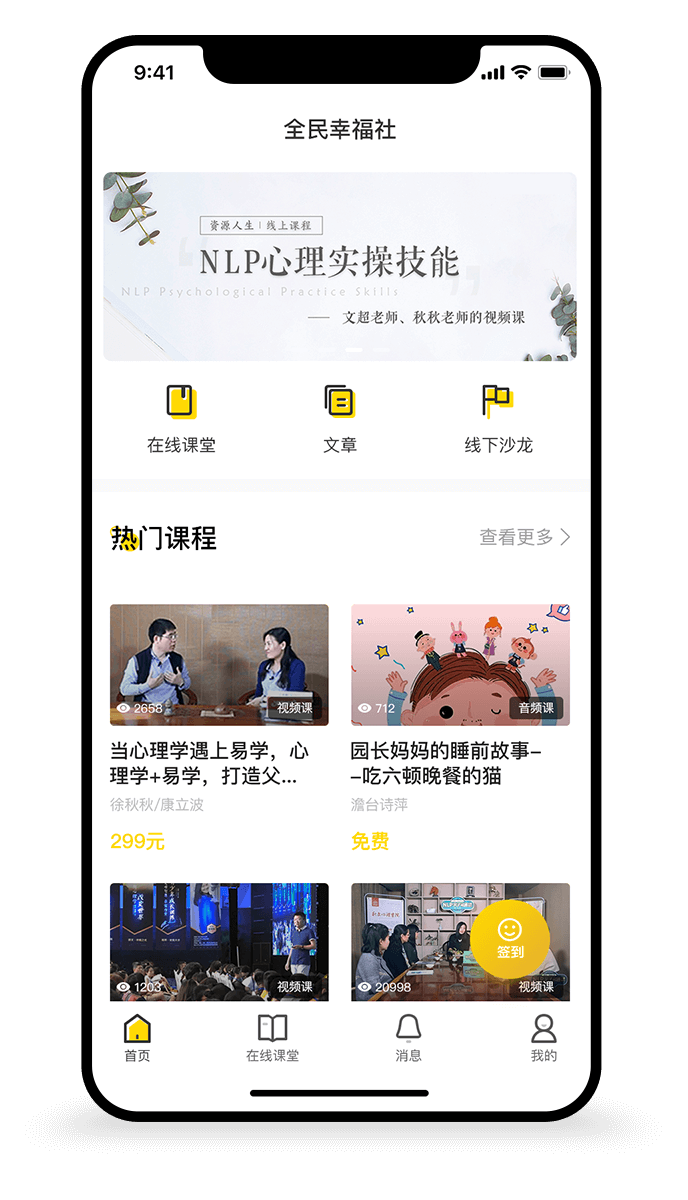 9:41
全民幸福社
资源人生 | 线上课程
NLP心理实操技能
NLP Psychological Practice Skills
—— 文超老师、秋秋老师的视频课
在线课堂
文章
线下沙龙
热门课程
查看更多
2658
视频课
712
音频课
当心理学遇上易学，心
理学+易学，打造父...
徐秋秋/康立波
299元
园长妈妈的睡前故事-
-吃六顿晚餐的猫
澹台诗萍
免费
1203
视频课
20998
视频课
签到
首页
在线课堂
消息
我的